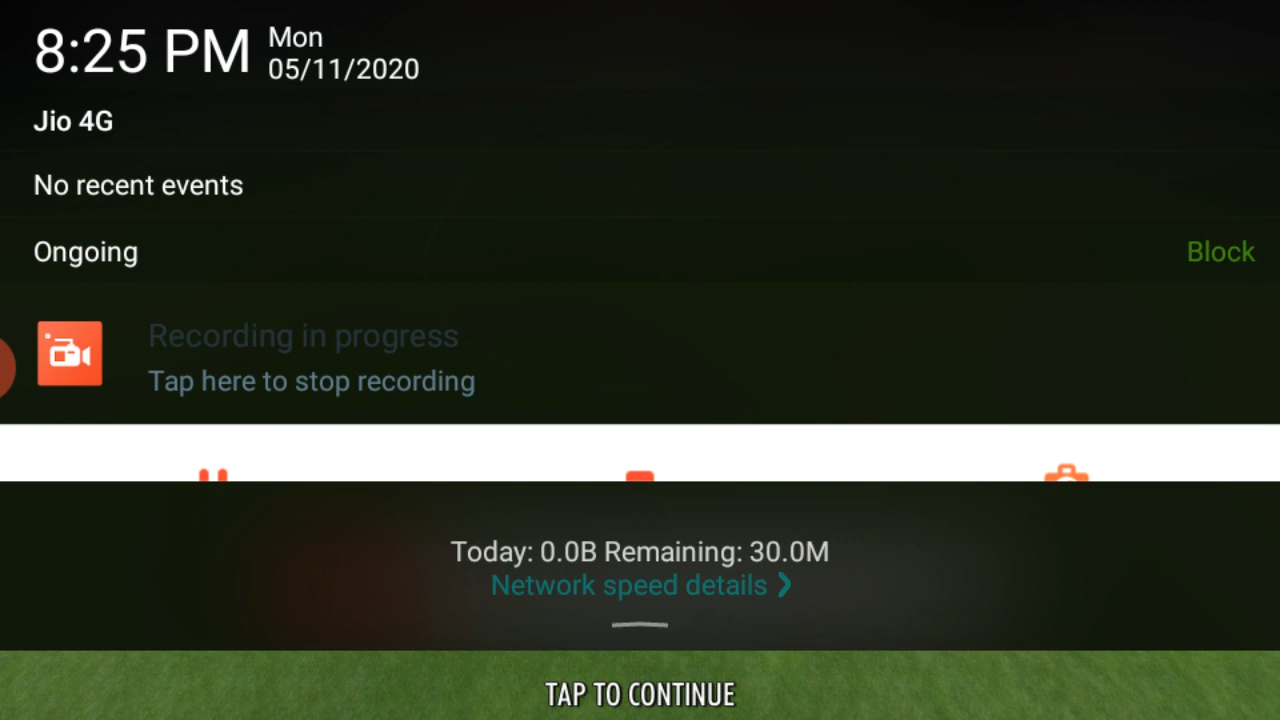 8:25 PM
Mon
05/11/2020
Jio 4G
No recent events
Ongoing
Block
Recording in progress
Tap here to stop recording
Today: 0.0B Remaining: 30.0M
Network speed details ❯
TAP TO CONTINUE